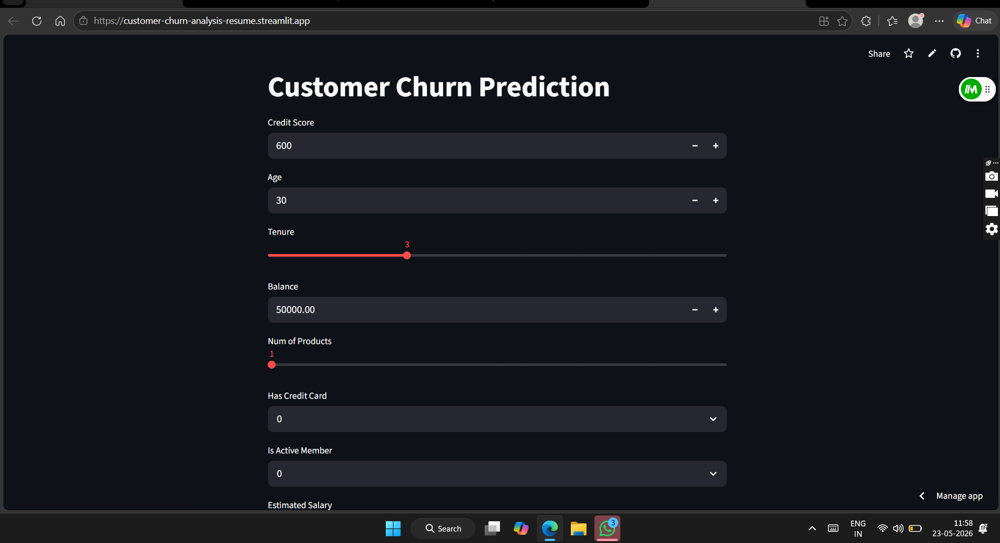 https://customer-churn-analysis-resume.streamlit.app
Chat
Share
Customer Churn Prediction
Credit Score
600
Age
30
Tenure
3
Balance
50000.00
Num of Products
1
Has Credit Card
0
Is Active Member
0
Estimated Salary
Manage app
Search
3
ENG
IN
11:58
23-05-2026